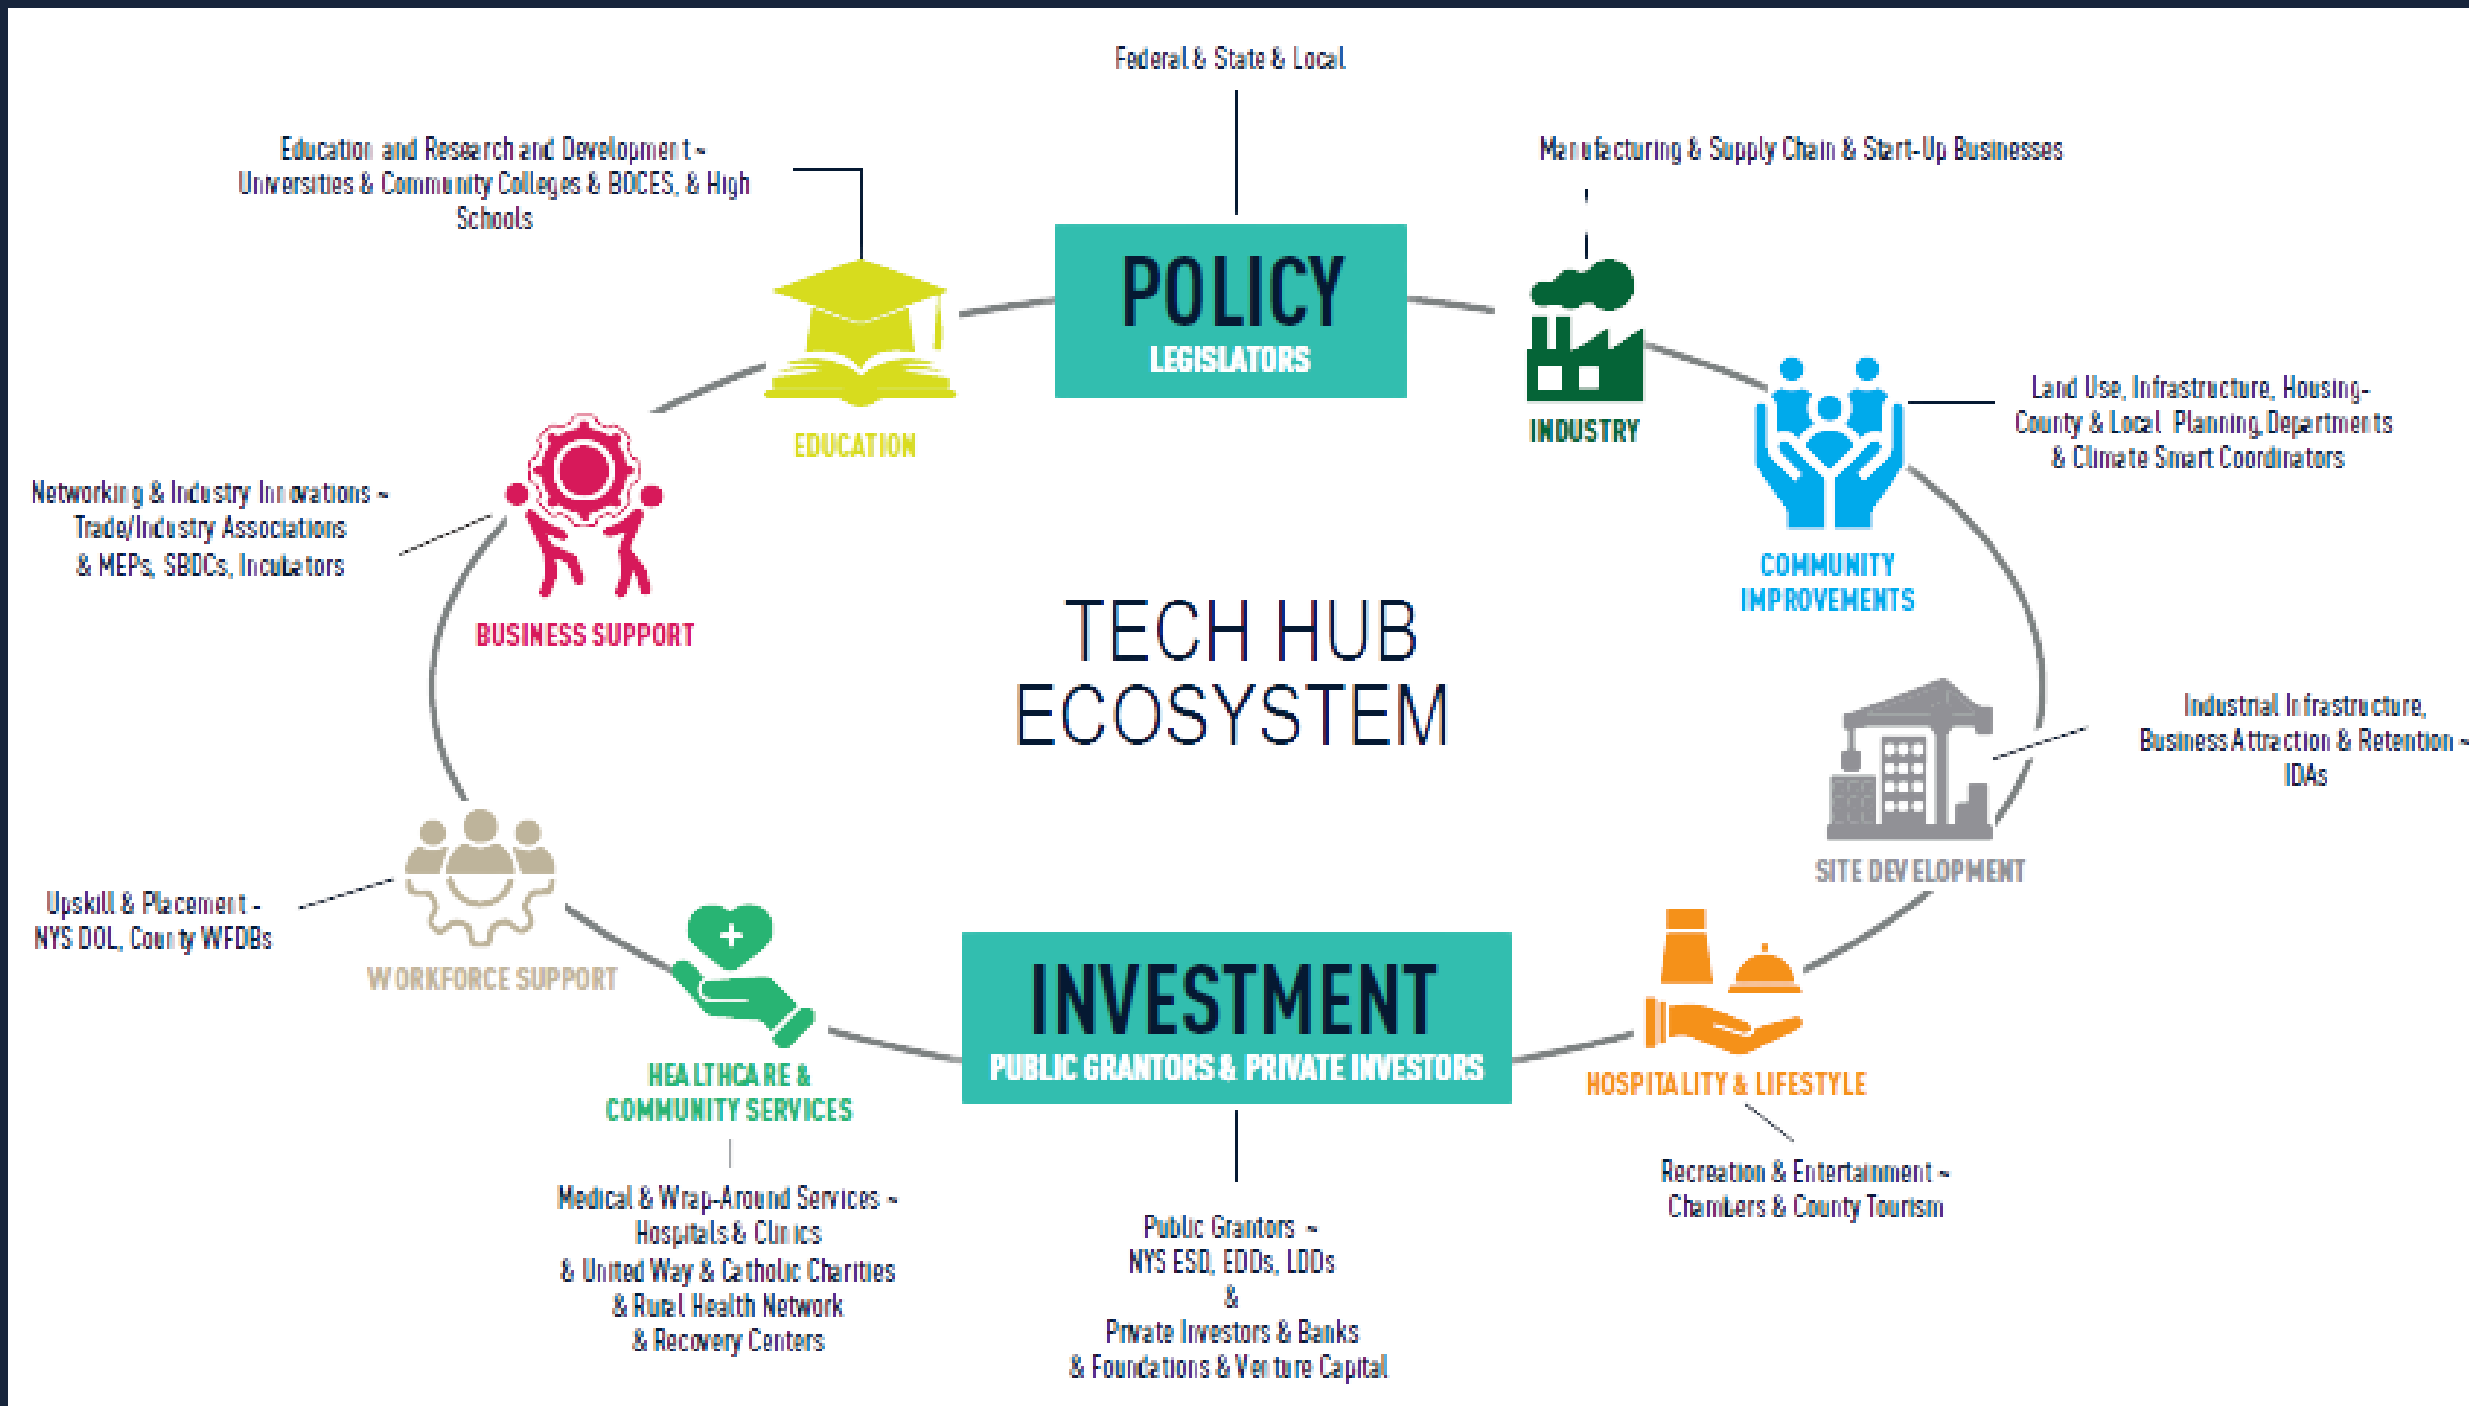 Federal & State & Local
Education and Research and Development ~
Universities & Community Colleges & BOCES, & High
Schools
Manufacturing & Supply Chain & Start-Up Businesses
POLICY
LEGISLATORS
EDUCATION
INDUSTRY
Land Use, Infrastructure, Housing-
County & Local Planning, Departments
& Climate Smart Coordinators
Networking & Industry Innovations ~
Trade/Industry Associations
& MEPs, SBDCs, Incubators
COMMUNITY
IMPROVEMENTS
BUSINESS SUPPORT
TECH HUB
ECOSYSTEM
Industrial Infrastructure,
Business Attraction & Retention ~
IDAs
SITE DEVELOPMENT
Upskill & Placement -
NYS DOL, County WFDBs
WORKFORCE SUPPORT
INVESTMENT
PUBLIC GRANTORS & PRIVATE INVESTORS
HEALTHCARE &
COMMUNITY SERVICES
HOSPITALITY & LIFESTYLE
Medical & Wrap-Around Services ~
Hospitals & Clinics
& United Way & Catholic Charities
& Rural Health Network
& Recovery Centers
Public Grantors ~
NYS ESD, EDDs, LDDs
&
Private Investors & Banks
& Foundations & Venture Capital
Recreation & Entertainment ~
Chambers & County Tourism